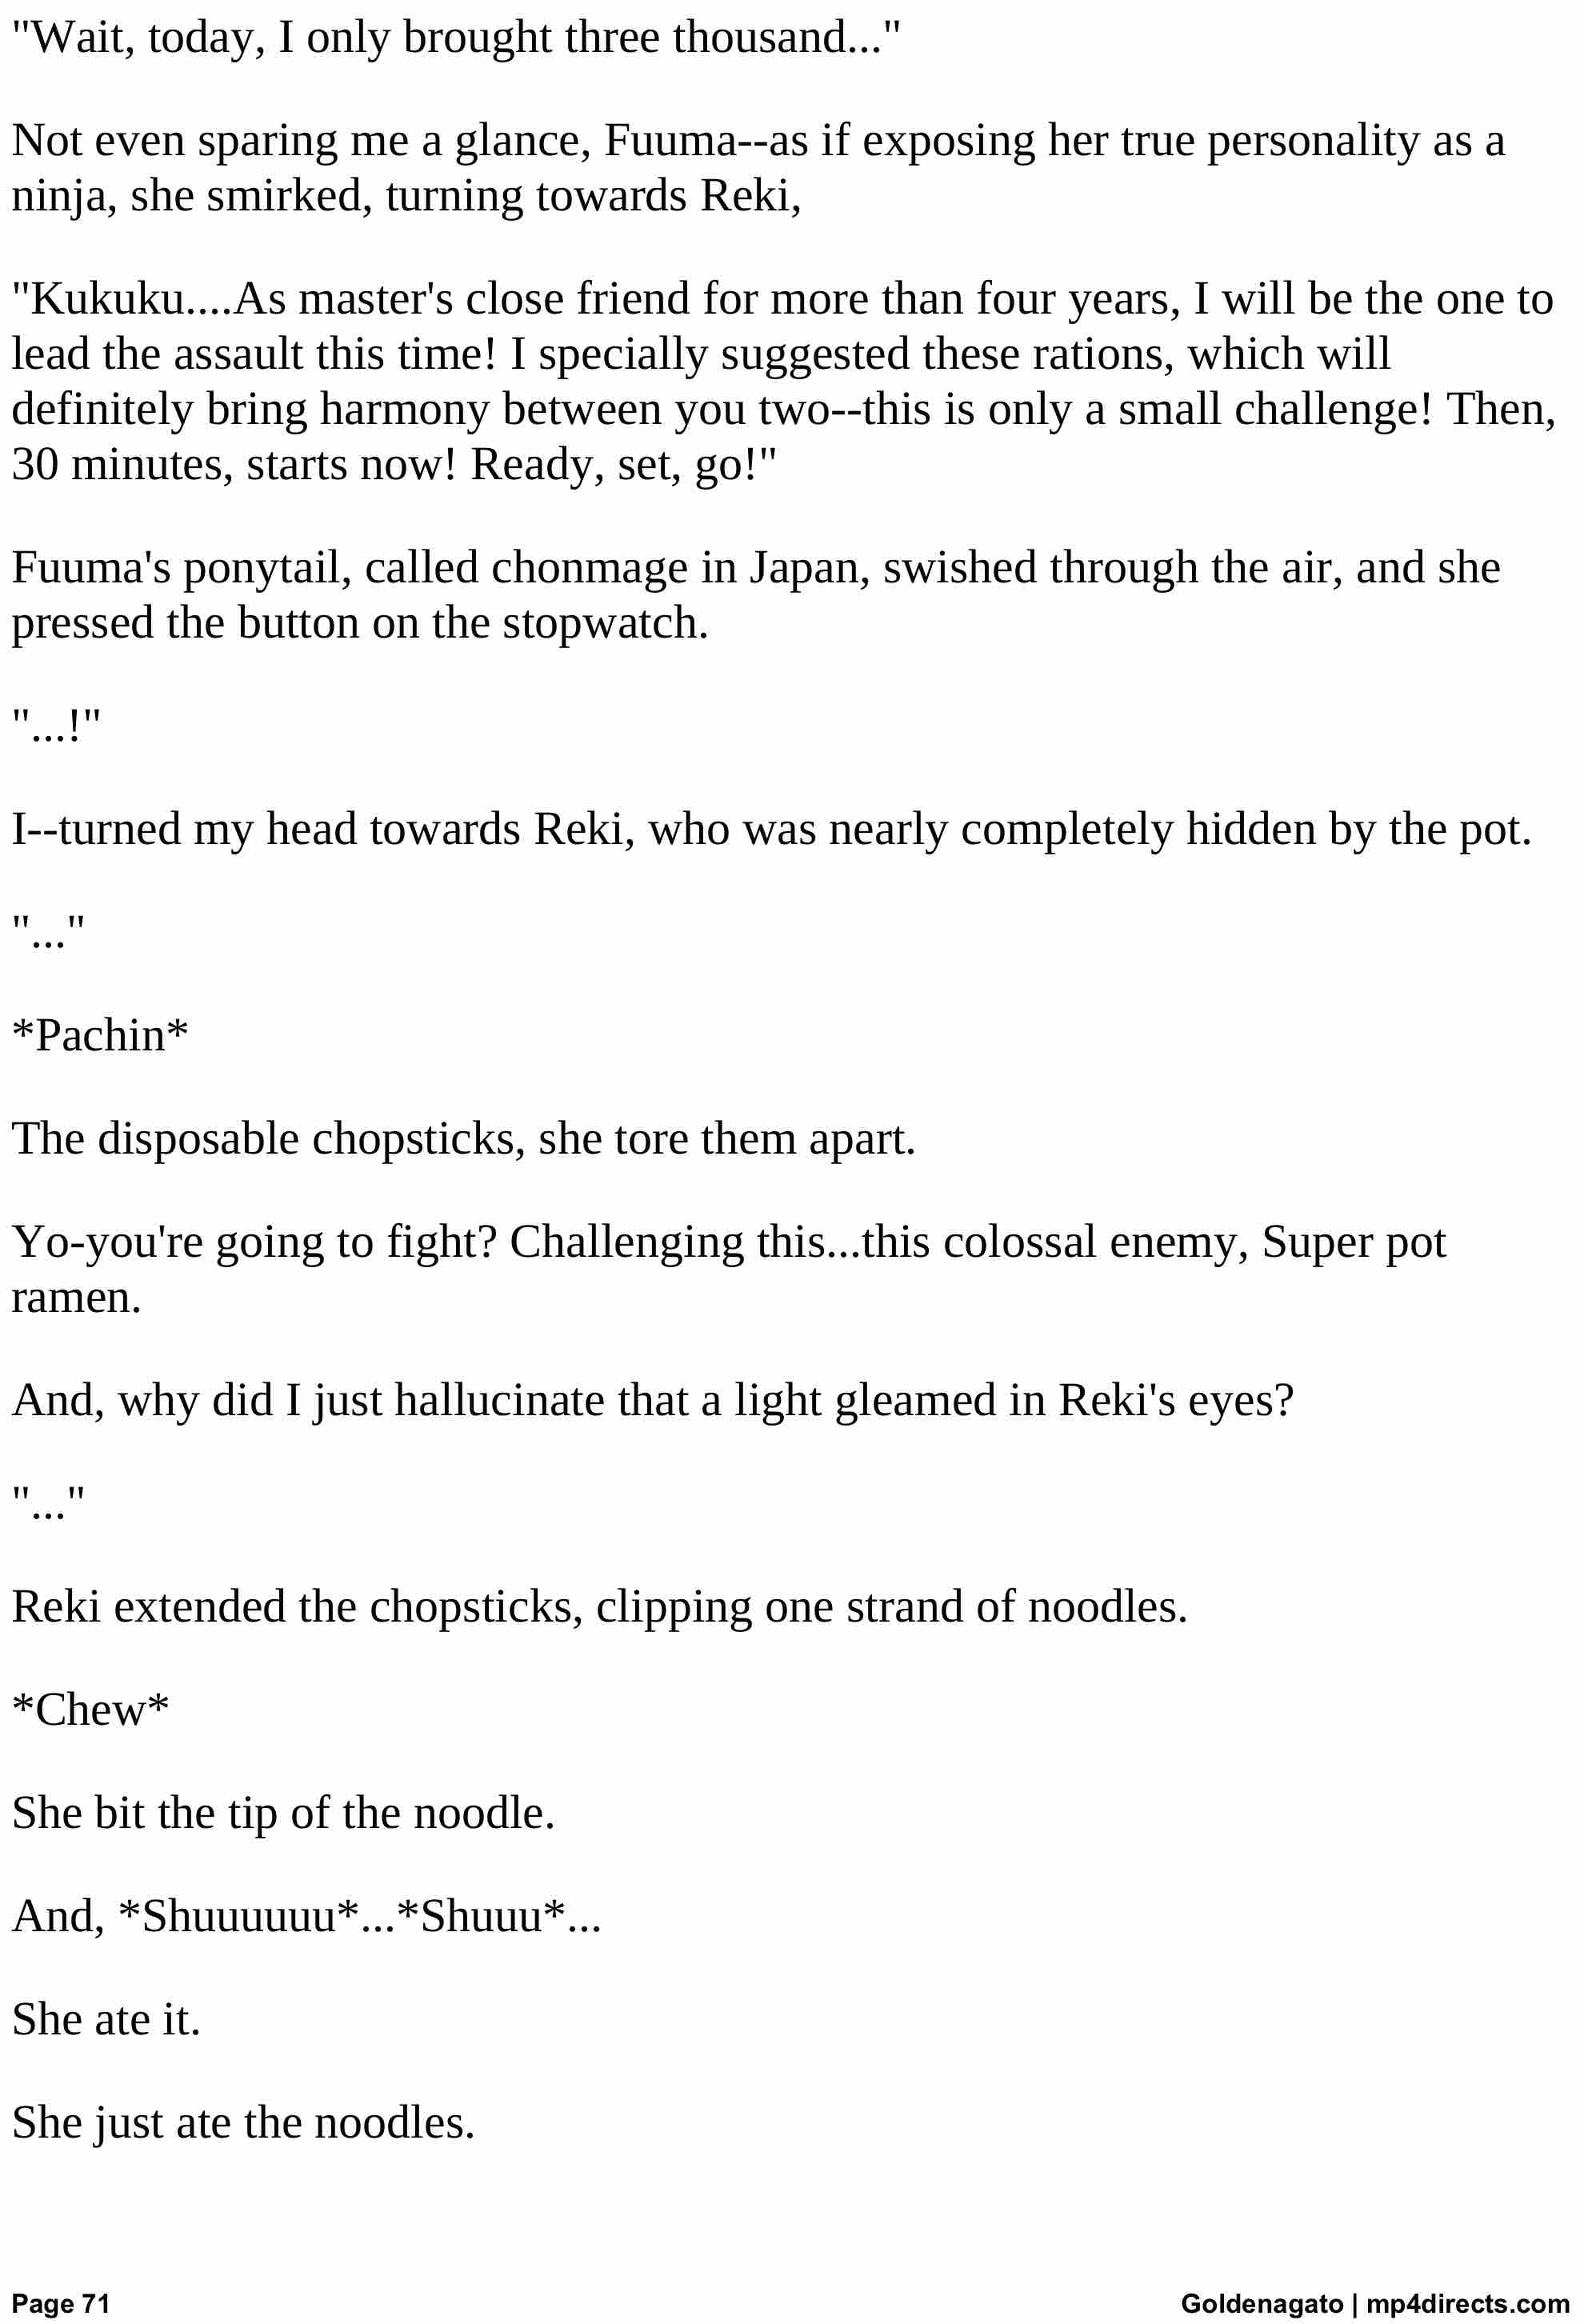 "Wait, today, I only brought three thousand..."
Not even sparing me a glance, Fuuma--as if exposing her true personality as a
ninja, she smirked, turning towards Reki,
"Kukuku....As master's close friend for more than four years, I will be the one to
lead the assault this time! I specially suggested these rations, which will
definitely bring harmony between you two--this is only a small challenge! Then,
30 minutes, starts now! Ready, set, go!"
Fuuma's ponytail, called chonmage in Japan, swished through the air, and she
pressed the button on the stopwatch.
"...!"
I--turned my head towards Reki, who was nearly completely hidden by the pot.
"..."
*Pachin*
The disposable chopsticks, she tore them apart.
Yo-you're going to fight? Challenging this...this colossal enemy, Super pot
ramen.
And, why did I just hallucinate that a light gleamed in Reki's eyes?
"..."
Reki extended the chopsticks, clipping one strand of noodles.
*Chew*
She bit the tip of the noodle.
And, *Shuuuuuu*...*Shuuu*...
She ate it.
She just ate the noodles.
Page 71
Goldenagato | mp4directs.com